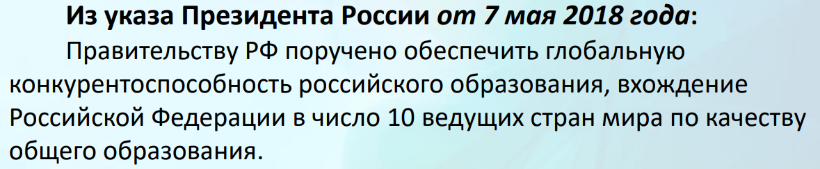 Из указа Президента России от 7 мая 2018 года:
Правительству РФ поручено обеспечить глобальную
конкурентоспособность российского образования, вхождение
Российской Федерации в число 10 ведущих стран мира по качеству
общего образования.